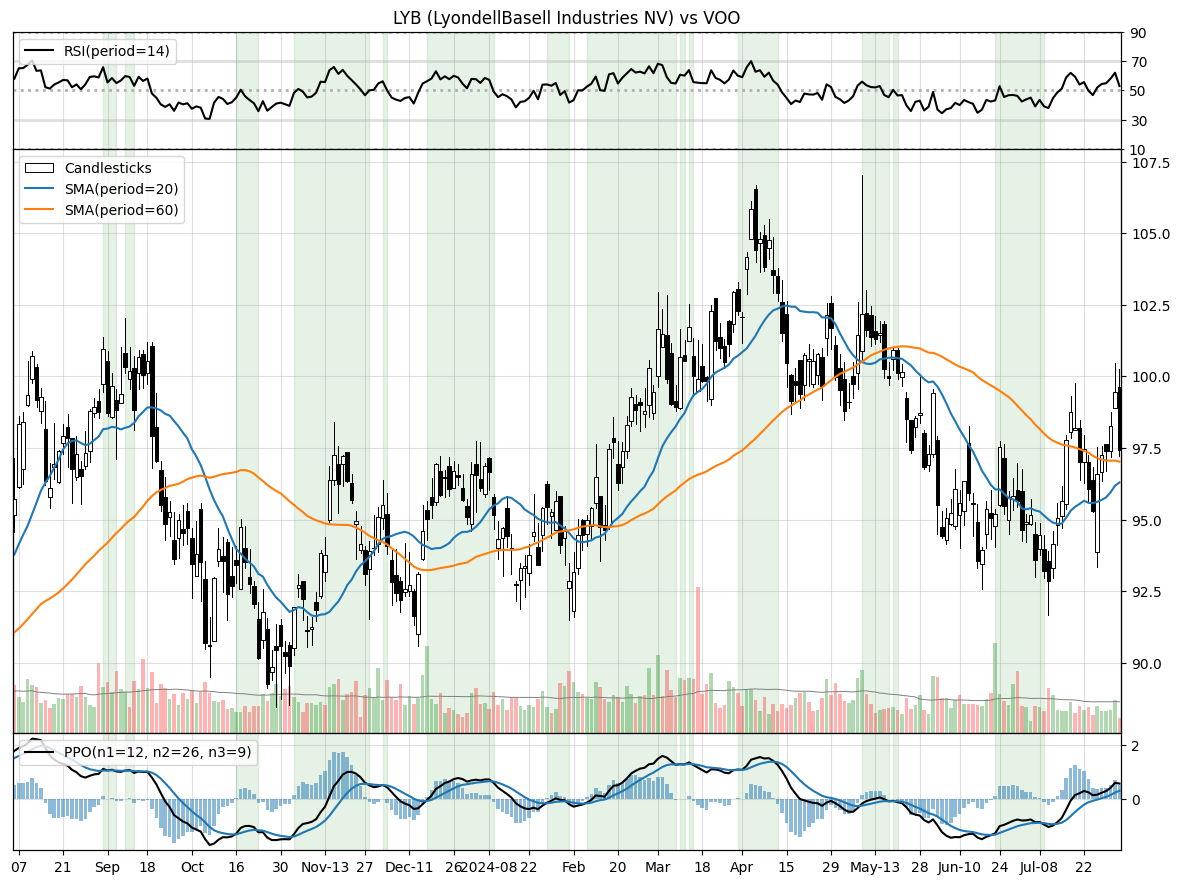 LYB (LyondellBasell Industries NV) vs VOO
RSI(period=14)
90
70
50
30
10
Candlesticks
SMA(period=20)
SMA(period=60)
107.5
105.0
102.5
100.0
97.5
95.0
92.5
90.0
PPO(n1=12, n2=26, n3=9)
2
0
07 21 Sep 18 Oct 16 30 Nov-13 27 Dec-11 26 2024-08 22 Feb 20 Mar 18 Apr 15 29 May-13 28 Jun-10 24 Jul-08 22